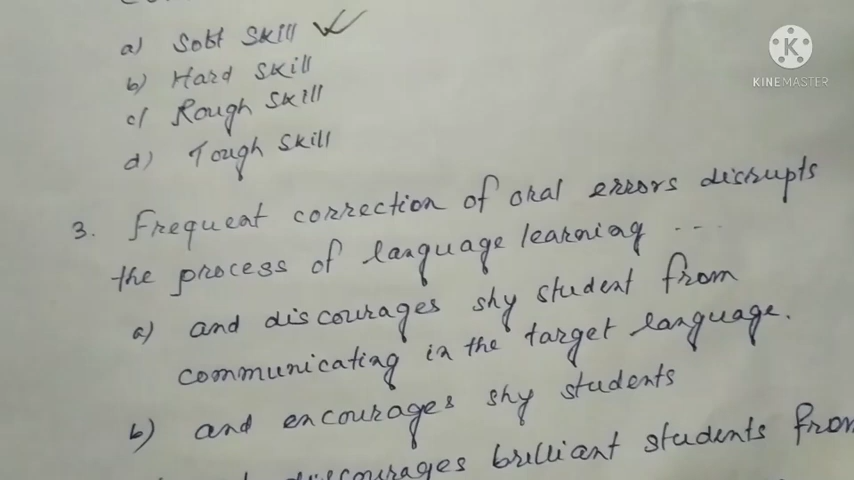 a) Soft Skill
b) Hard Skill
c) Rough Skill
d) Tough Skill
3. Frequent correction of oral errors disrupts
the process of language learning ...
a) and discourages shy student from
communicating in the target language.
b) and encourages shy students
discourages brilliant students from
K
KINEMASTER